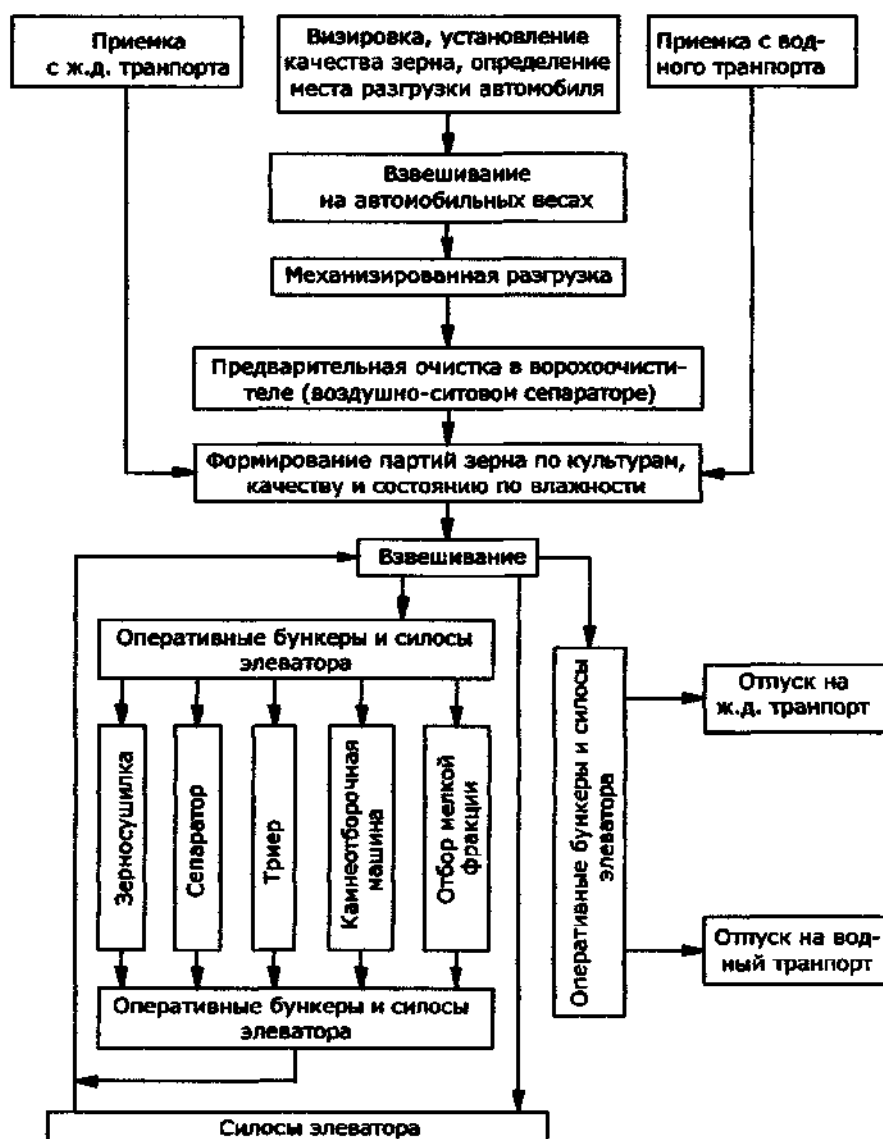 Приемка
с ж.д. транпорта
Визировка, установление
качества зерна, определение
места разгрузки автомобиля
Приемка с вод-
ного транпорта
Взвешивание
на автомобильных весах
Механизированная разгрузка
Предварительная очистка в ворохоочисти-
теле (воздушно-ситовом сепараторе)
Формирование партий зерна по культурам,
качеству и состоянию по влажности
Взвешивание
Оперативные бункеры и силосы
элеватора
Зерносушилка
Сепаратор
Триер
Камнеотборочная
машина
Отбор мелкой
фракции
Оперативные бункеры и силосы
элеватора
Оперативные бункеры и силосы
элеватора
Отпуск на
ж.д. транпорт
Отпуск на вод-
ный транпорт
Силосы элеватора